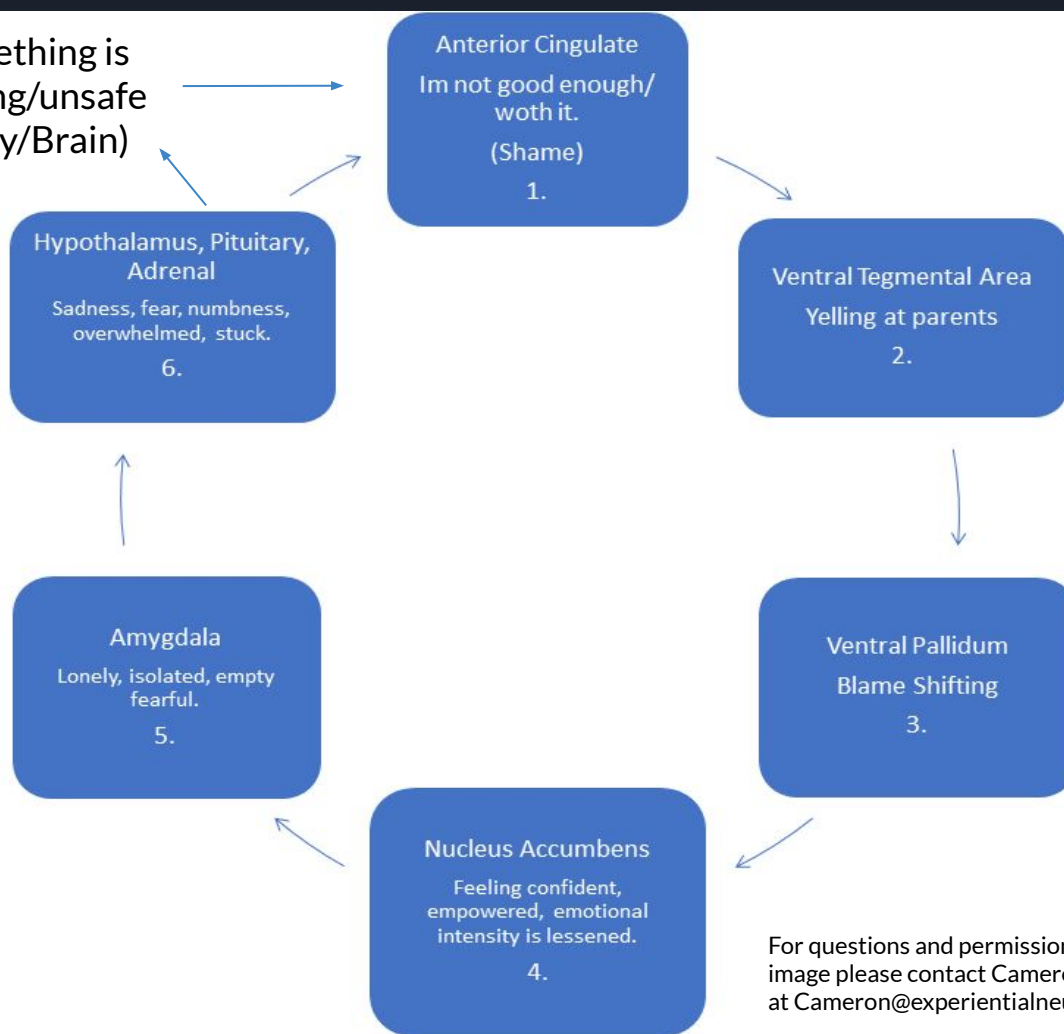 ething is
ng/unsafe
y/Brain)
Anterior Cingulate
Im not good enough/
woth it.
(Shame)
1.
Ventral Tegmental Area
Yelling at parents
2.
Ventral Pallidum
Blame Shifting
3.
Nucleus Accumbens
Feeling confident,
empowered, emotional
intensity is lessened.
4.
Amygdala
Lonely, isolated, empty
fearful.
5.
Hypothalamus, Pituitary,
Adrenal
Sadness, fear, numbness,
overwhelmed, stuck.
6.
For questions and permission
image please contact Camer
at Cameron@experientialne